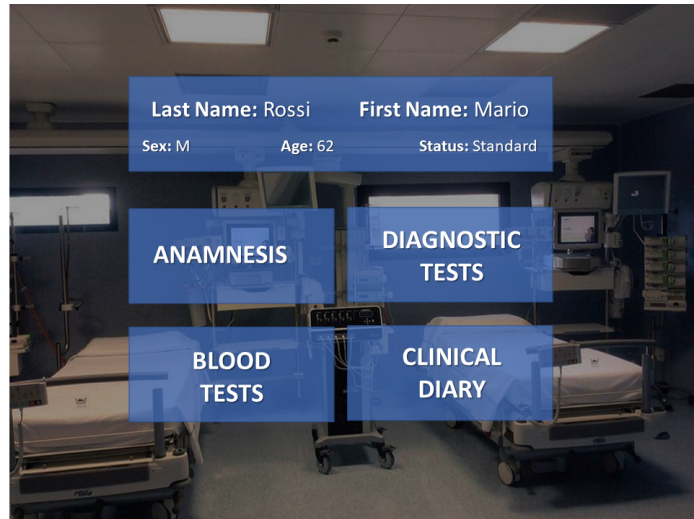 Last Name: Rossi First Name: Mario
Sex: M Age: 62 Status: Standard
ANAMNESIS
DIAGNOSTIC
TESTS
BLOOD
TESTS
CLINICAL
DIARY